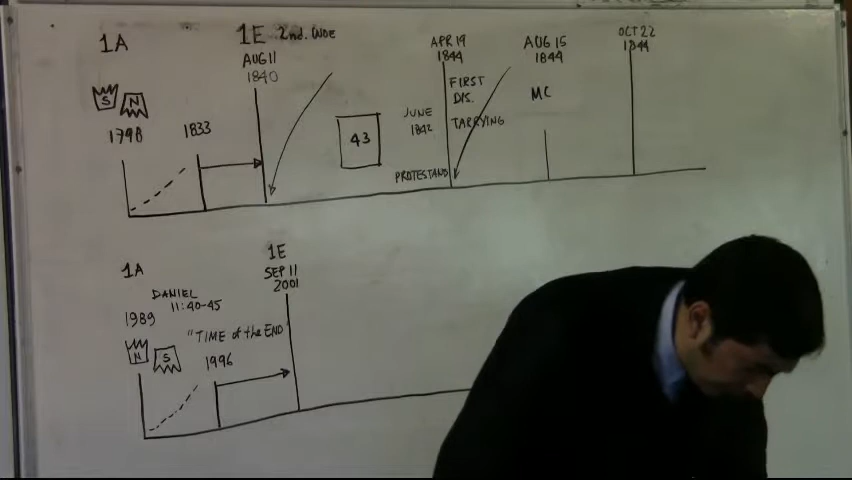 1A
1E 2nd. WOE
AUG 11
1840
APR 19
1844
AUG 15
1844
OCT 22
1844
S N
1798
1833
43
JUNE
1842
FIRST
DIS.
TARRYING
MC
PROTESTAND
1A
1E
SEP 11
2001
DANIEL
11:40-45
1989
"TIME of the END
N S
1996